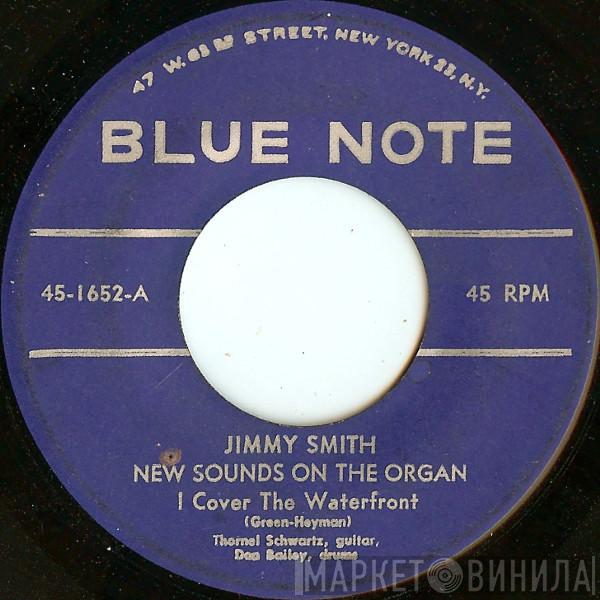 47 W. 63rd STREET, NEW YORK 23, N.Y.
BLUE NOTE
45-1652-A
45 RPM
JIMMY SMITH
NEW SOUNDS ON THE ORGAN
I Cover The Waterfront
(Green-Heyman)
Thornel Schwartz, guitar,
Don Bailey, drums
МАРКЕТ ВИНИЛА